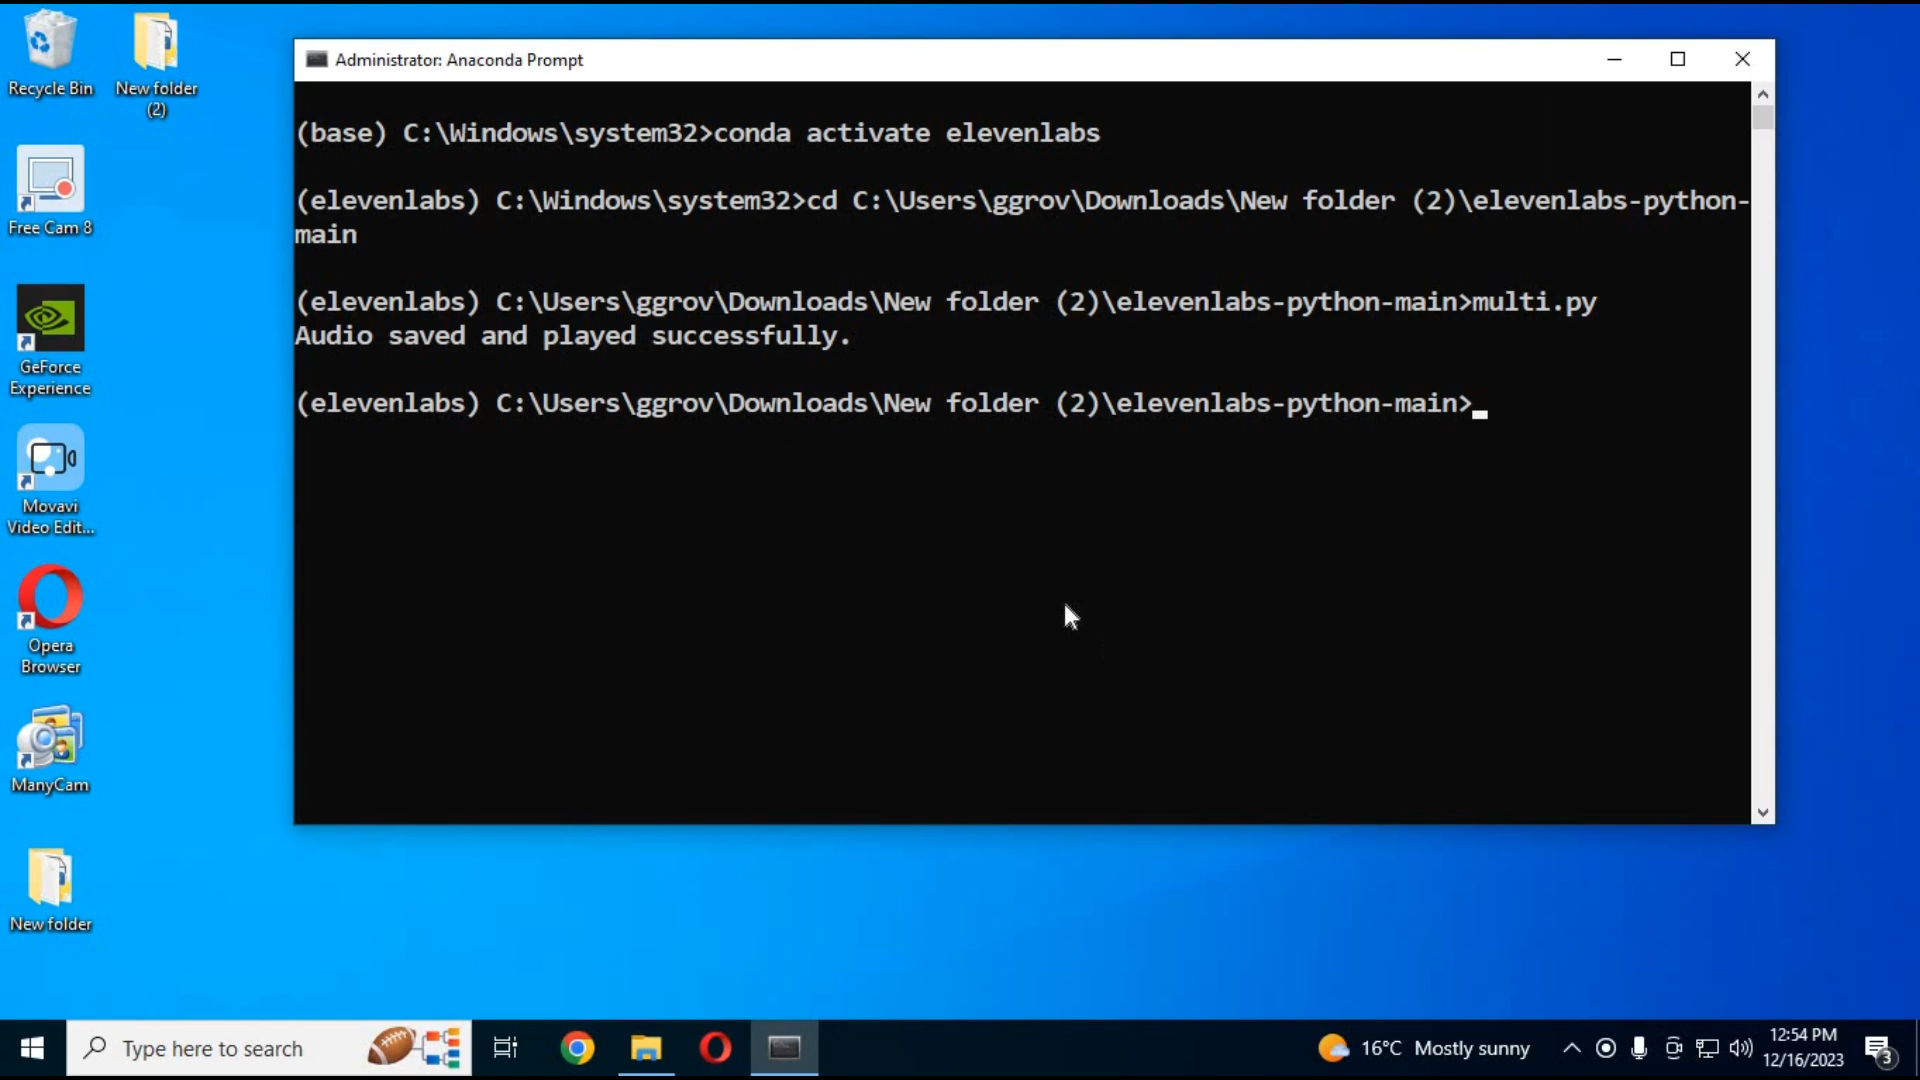 Recycle Bin
New folder
(2)
Free Cam 8
GeForce
Experience
Movavi
Video Edit...
Opera
Browser
ManyCam
New folder
Administrator: Anaconda Prompt
(base) C:\Windows\system32>conda activate elevenlabs
(elevenlabs) C:\Windows\system32>cd C:\Users\ggrov\Downloads\New folder (2)\elevenlabs-python-
main
(elevenlabs) C:\Users\ggrov\Downloads\New folder (2)\elevenlabs-python-main>multi.py
Audio saved and played successfully.
(elevenlabs) C:\Users\ggrov\Downloads\New folder (2)\elevenlabs-python-main>
Type here to search
16°C Mostly sunny
12:54 PM
12/16/2023
3